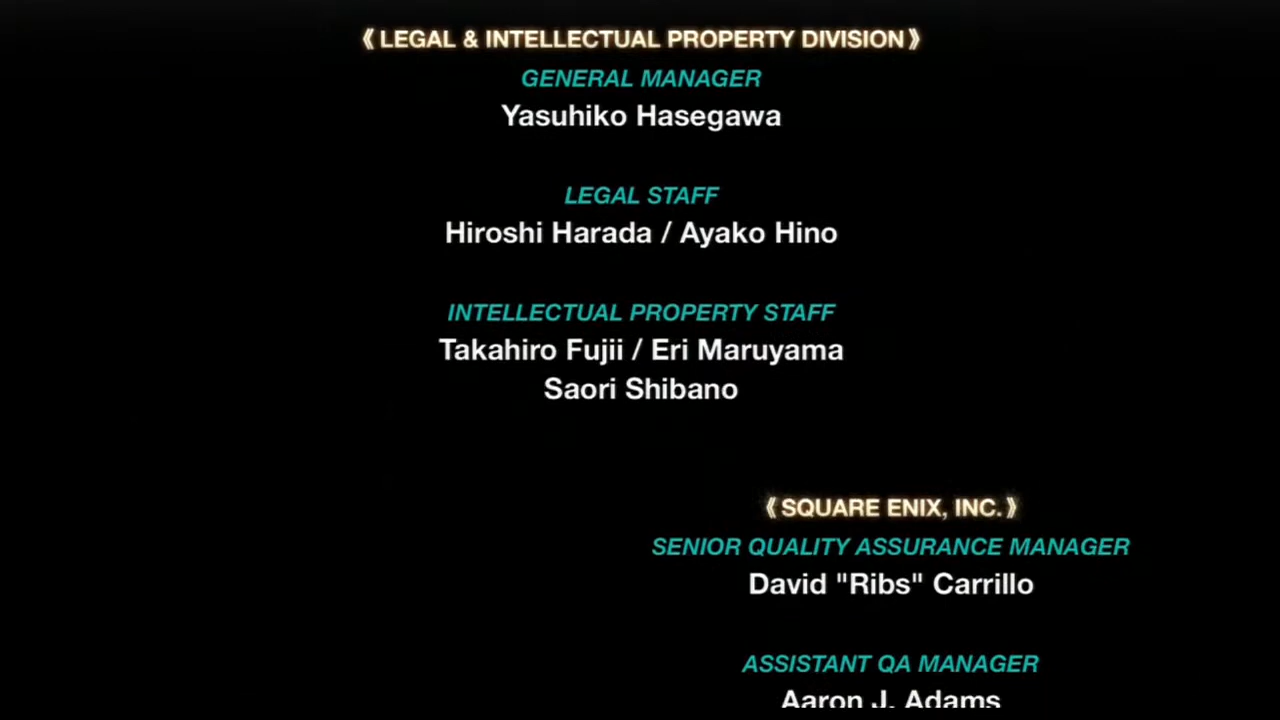 《LEGAL & INTELLECTUAL PROPERTY DIVISION》
GENERAL MANAGER
Yasuhiko Hasegawa
LEGAL STAFF
Hiroshi Harada / Ayako Hino
INTELLECTUAL PROPERTY STAFF
Takahiro Fujii / Eri Maruyama
Saori Shibano
《SQUARE ENIX, INC.》
SENIOR QUALITY ASSURANCE MANAGER
David "Ribs" Carrillo
ASSISTANT QA MANAGER
Aaron J. Adams